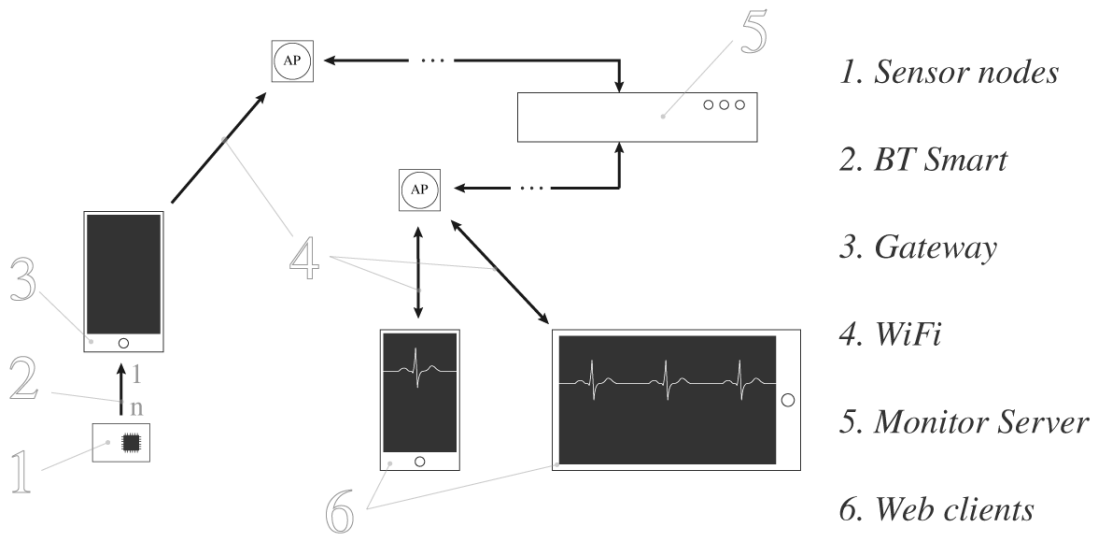 5
AP
...
1. Sensor nodes
2. BT Smart
AP
...
3. Gateway
4
3
4. WiFi
2
1
n
5. Monitor Server
1
6
6. Web clients